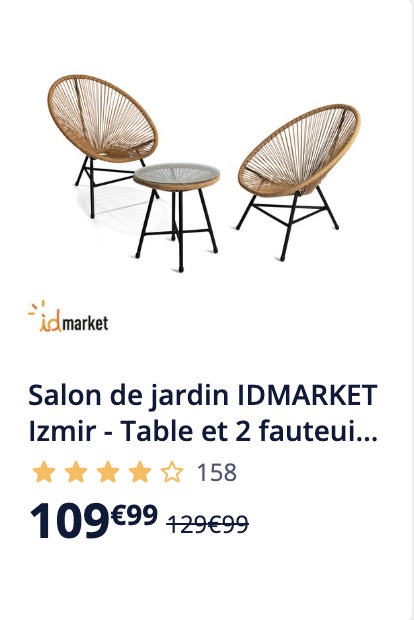 idmarket
Salon de jardin IDMARKET
Izmir - Table et 2 fauteui...
158
109€99 129€99